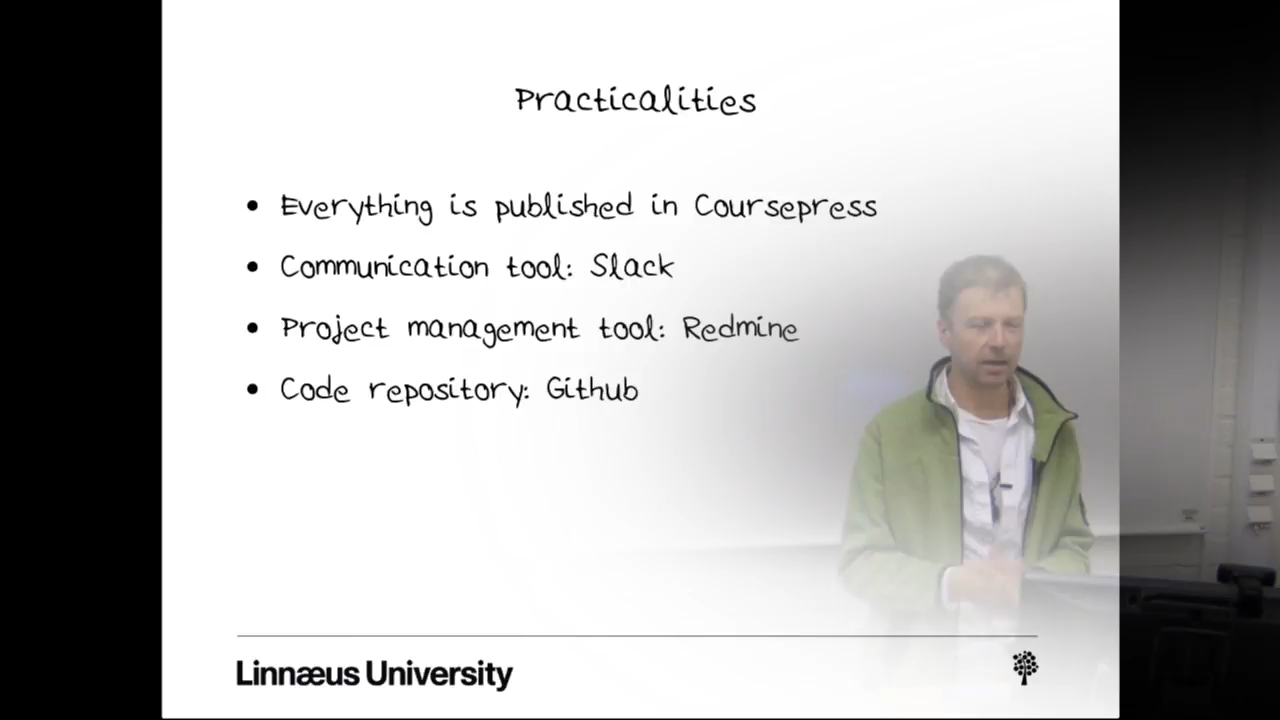 Practicalities
• Everything is published in Coursepress
• Communication tool: Slack
• Project management tool: Redmine
• Code repository: Github
Linnæus University